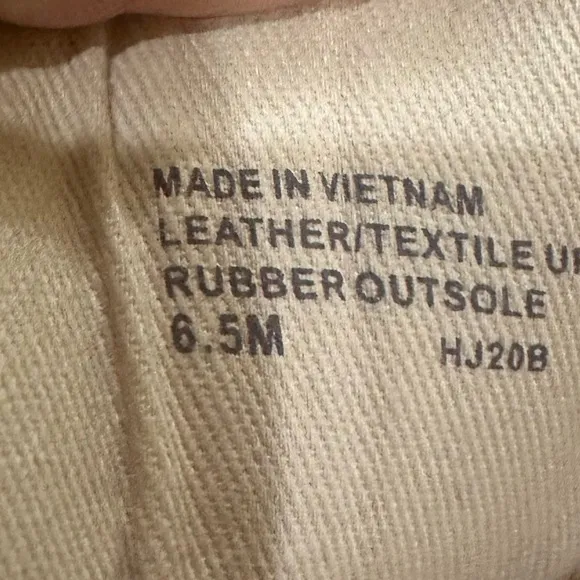 MADE IN VIETNAM
LEATHER/TEXTILE
RUBBER OUTSOLE
6.5M HJ20B